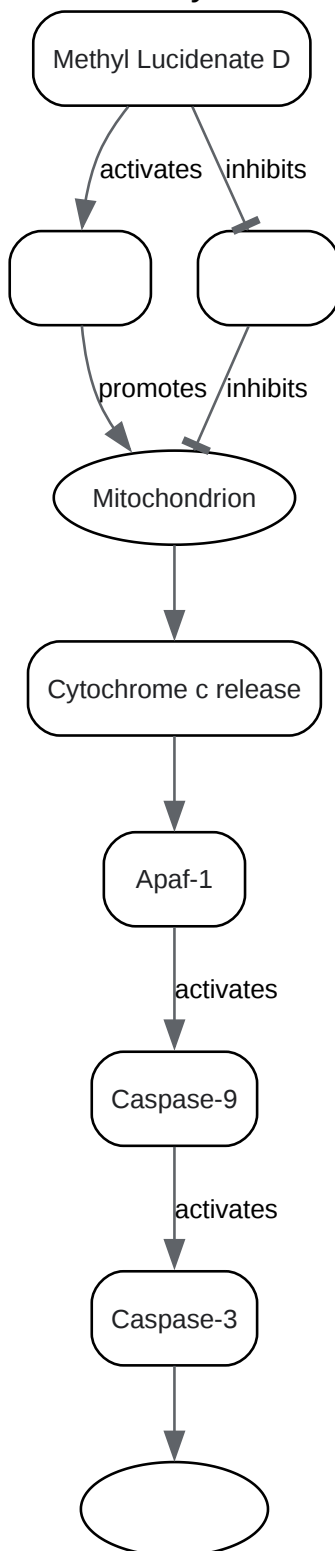 Methyl Lucidenate D
activates
inhibits
promotes
inhibits
Mitochondrion
Cytochrome c release
Apaf-1
activates
Caspase-9
activates
Caspase-3